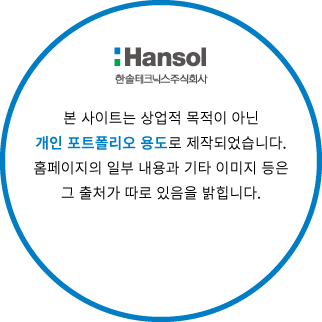 Hansol
한솔테크닉스주식회사
본 사이트는 상업적 목적이 아닌
개인 포트폴리오 용도로 제작되었습니다.
홈페이지의 일부 내용과 기타 이미지 등은
그 출처가 따로 있음을 밝힙니다.